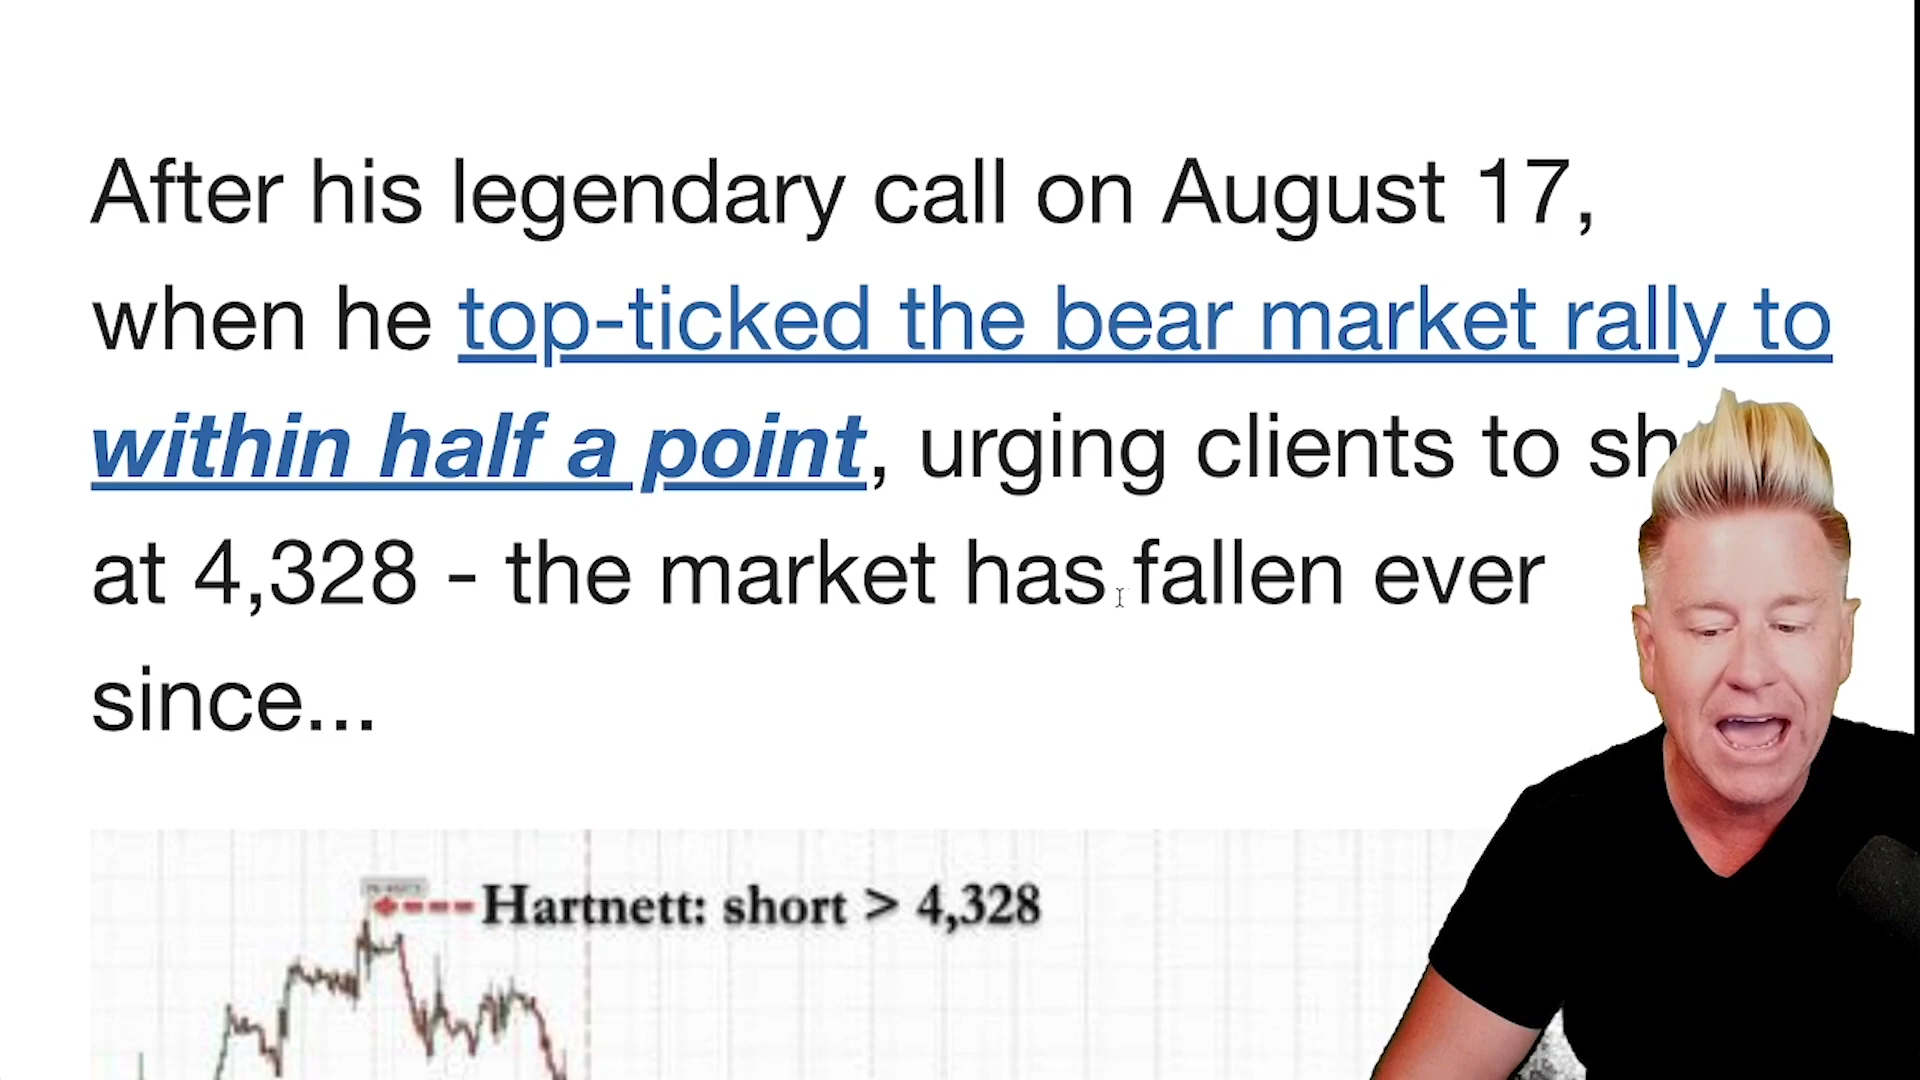 After his legendary call on August 17,
when he top-ticked the bear market rally to
within half a point, urging clients to
at 4,328 - the market has fallen ever
since...
Hartnett: short > 4,328